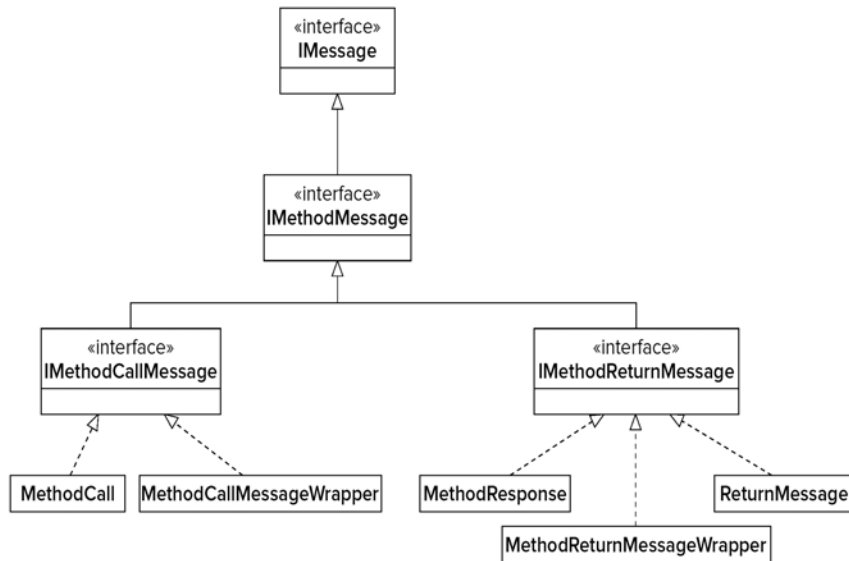 «interface»
IMessage
«interface»
IMethodMessage
«interface»
IMethodCallMessage
«interface»
IMethodReturnMessage
MethodCall
MethodCallMessageWrapper
MethodResponse
ReturnMessage
MethodReturnMessageWrapper